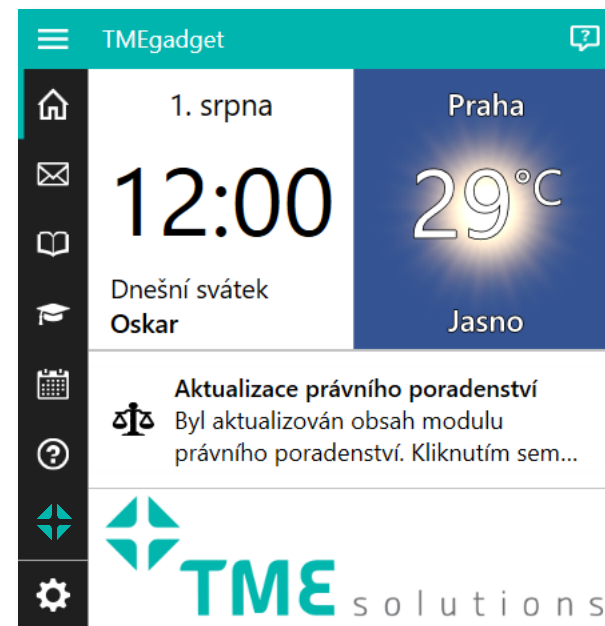 TMEgadget
1. srpna
12:00
Dnešní svátek
Oskar
Praha
29°C
Jasno
Aktualizace právního poradenství
Byl aktualizován obsah modulu
právního poradenství. Kliknutím sem...
TME solutions